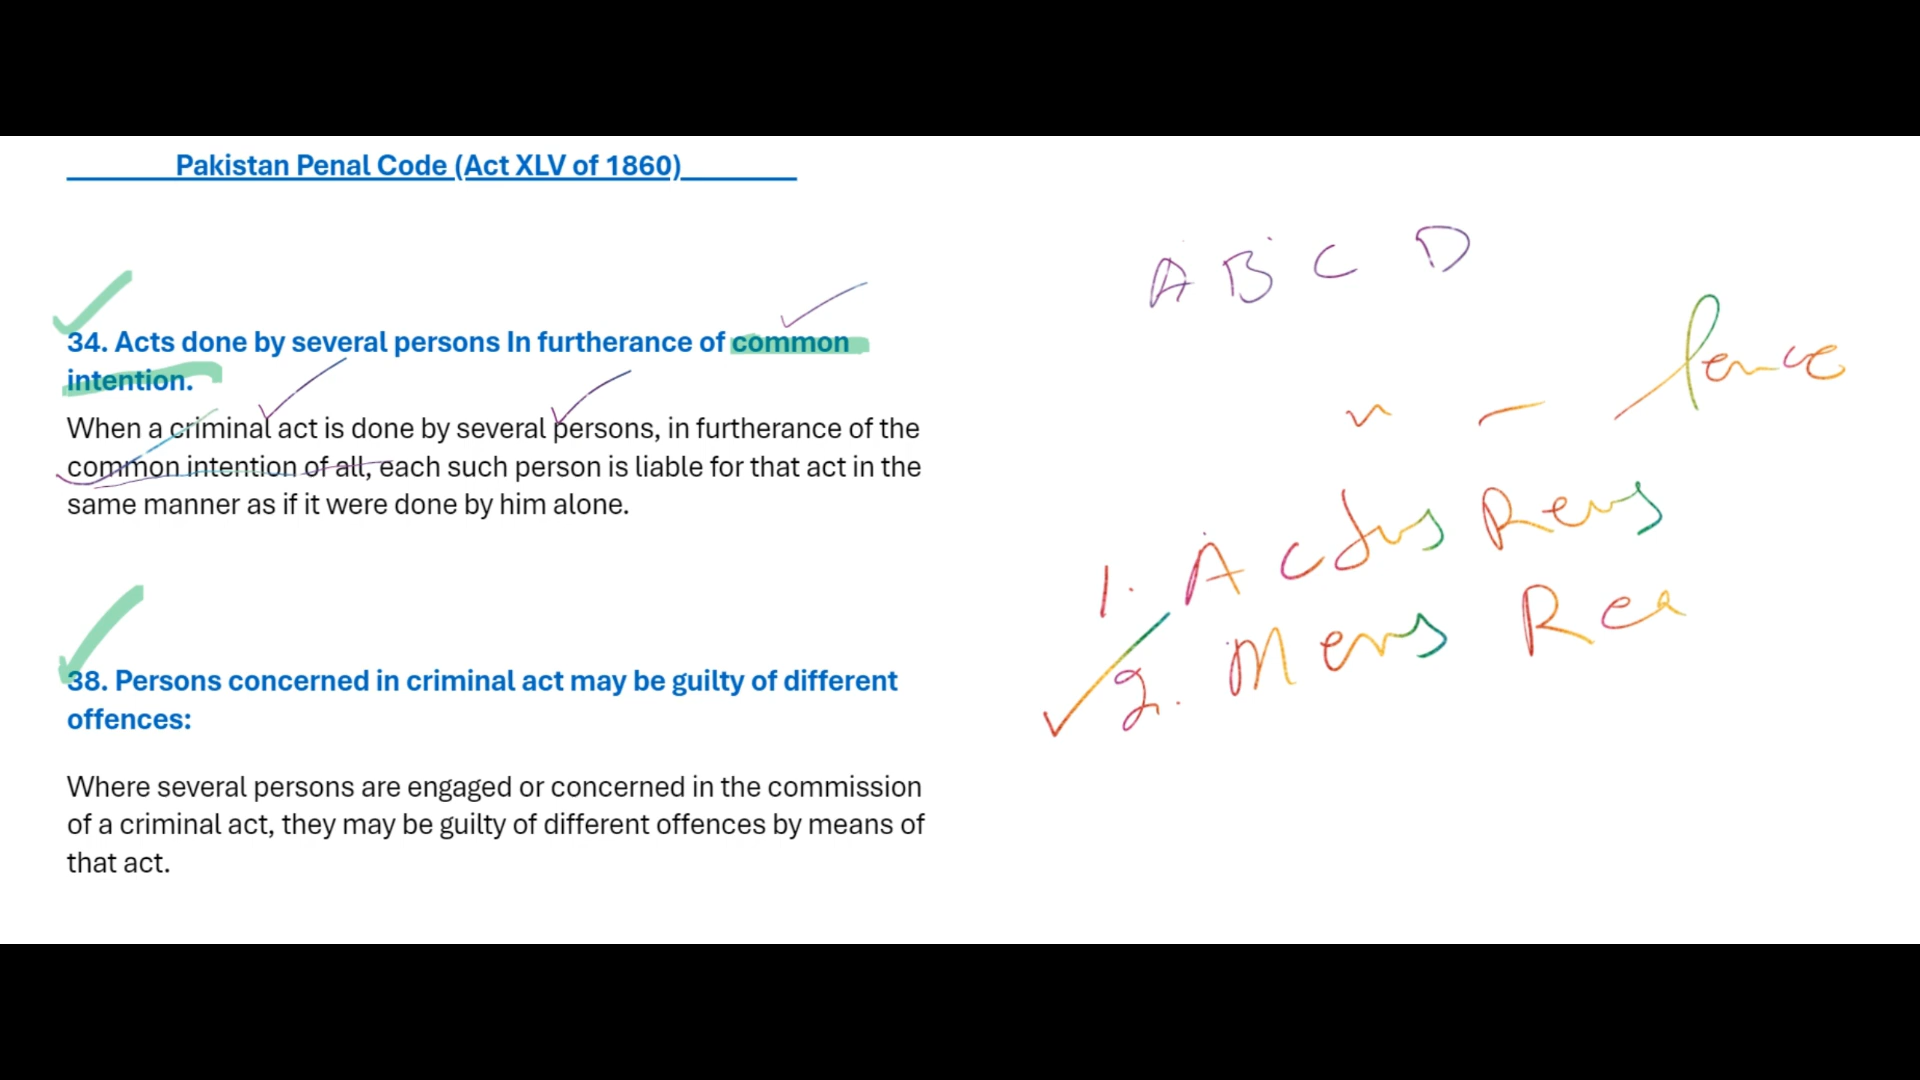 Pakistan Penal Code (Act XLV of 1860)
34. Acts done by several persons In furtherance of common
intention.
When a criminal act is done by several persons, in furtherance of the
common intention of all, each such person is liable for that act in the
same manner as if it were done by him alone.
38. Persons concerned in criminal act may be guilty of different
offences:
Where several persons are engaged or concerned in the commission
of a criminal act, they may be guilty of different offences by means of
that act.
A B C D
1. Actus Reus
2. Mens Rea